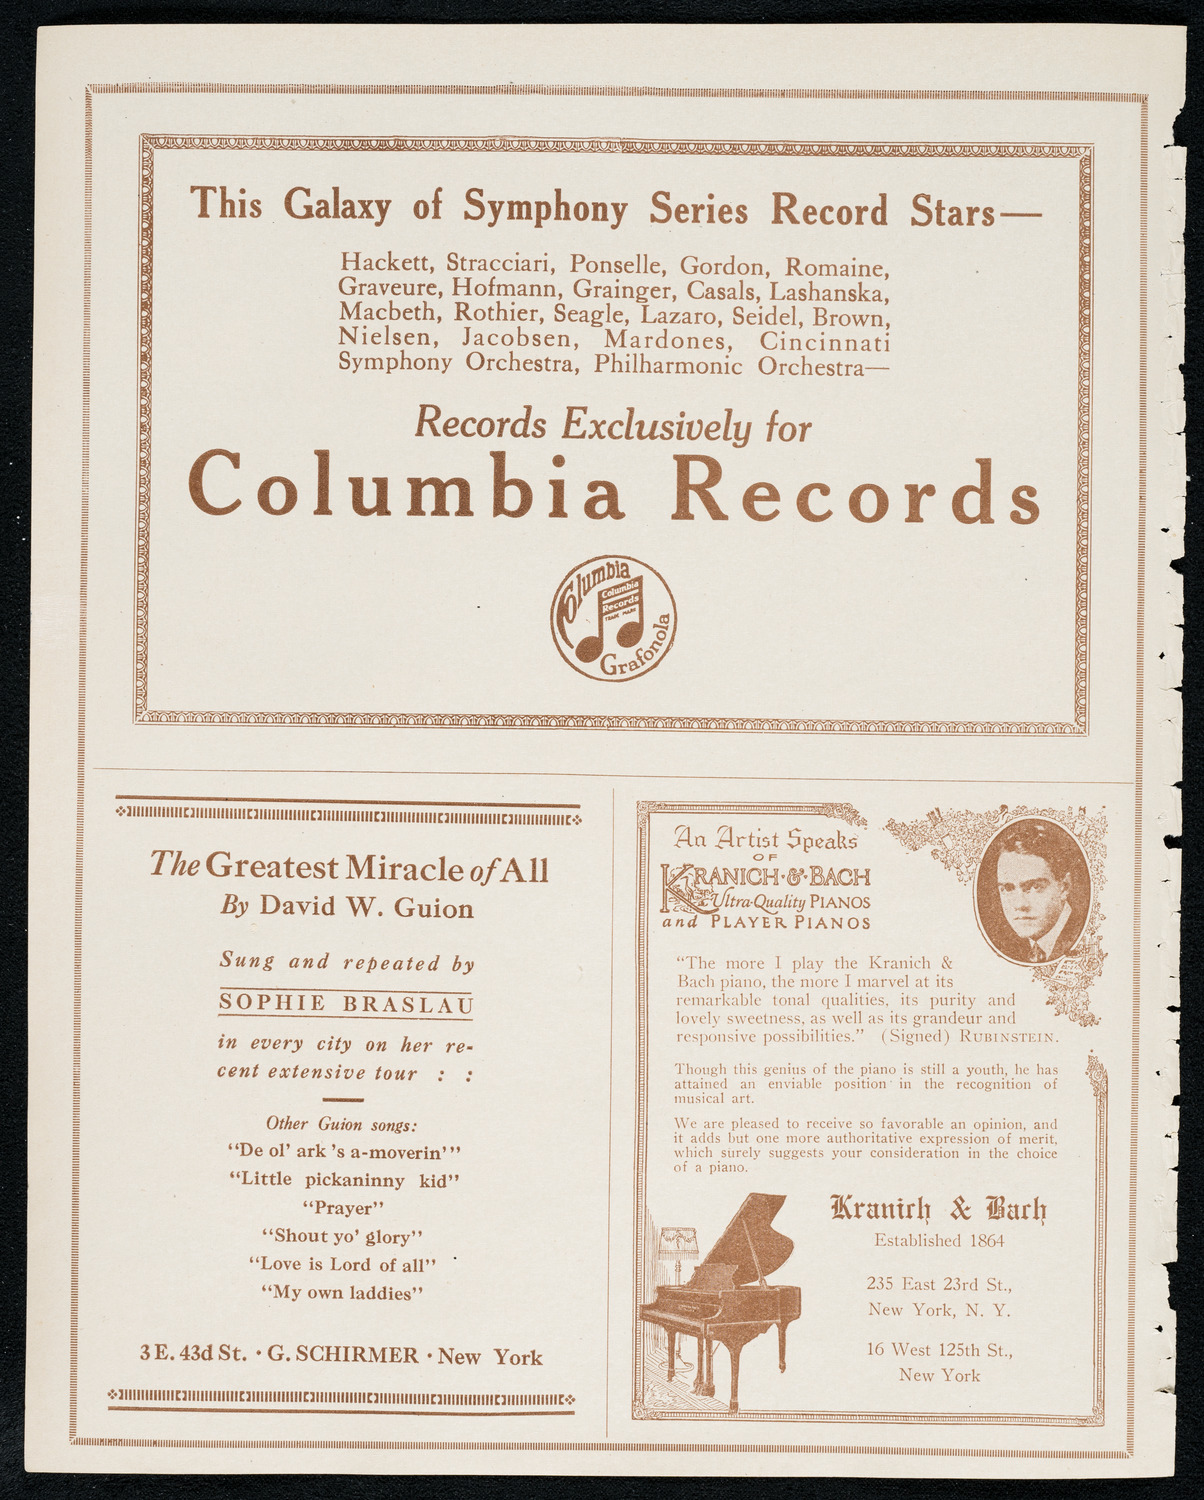 This Galaxy of Symphony Series Record Stars—
Hackett, Stracciari, Ponselle, Gordon, Romaine,
Graveure, Hofmann, Grainger, Casals, Lashanska,
Macbeth, Rothier, Seagle, Lazaro, Seidel, Brown,
Nielsen, Jacobsen, Mardones, Cincinnati
Symphony Orchestra, Philharmonic Orchestra—
Records Exclusively for
Columbia Records
Columbia
Columbia
Records
TRADE MARK
Grafonola
The Greatest Miracle of All
By David W. Guion
Sung and repeated by
SOPHIE BRASLAU
in every city on her re-
cent extensive tour : :
Other Guion songs:
“De ol’ ark ’s a-moverin’”
“Little pickaninny kid”
“Prayer”
“Shout yo’ glory”
“Love is Lord of all”
“My own laddies”
3 E. 43d St. · G. SCHIRMER · New York
An Artist Speaks
OF
KRANICH·&·BACH
Ultra-Quality PIANOS
and PLAYER PIANOS
“The more I play the Kranich &
Bach piano, the more I marvel at its
remarkable tonal qualities, its purity and
lovely sweetness, as well as its grandeur and
responsive possibilities.” (Signed) RUBINSTEIN.
Though this genius of the piano is still a youth, he has
attained an enviable position in the recognition of
musical art.
We are pleased to receive so favorable an opinion, and
it adds but one more authoritative expression of merit,
which surely suggests your consideration in the choice
of a piano.
Kranich & Bach
Established 1864
235 East 23rd St.,
New York, N. Y.
16 West 125th St.,
New York